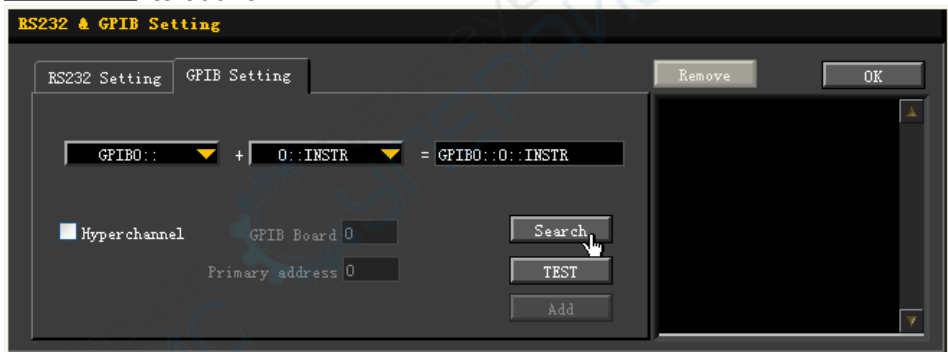 RS232 & GPIB Setting
RS232 Setting
GPIB Setting
Remove
OK
GPIB0:: + 0::INSTR = GPIB0::0::INSTR
Hyperchannel
GPIB Board 0
Search
Primary address 0
TEST
Add